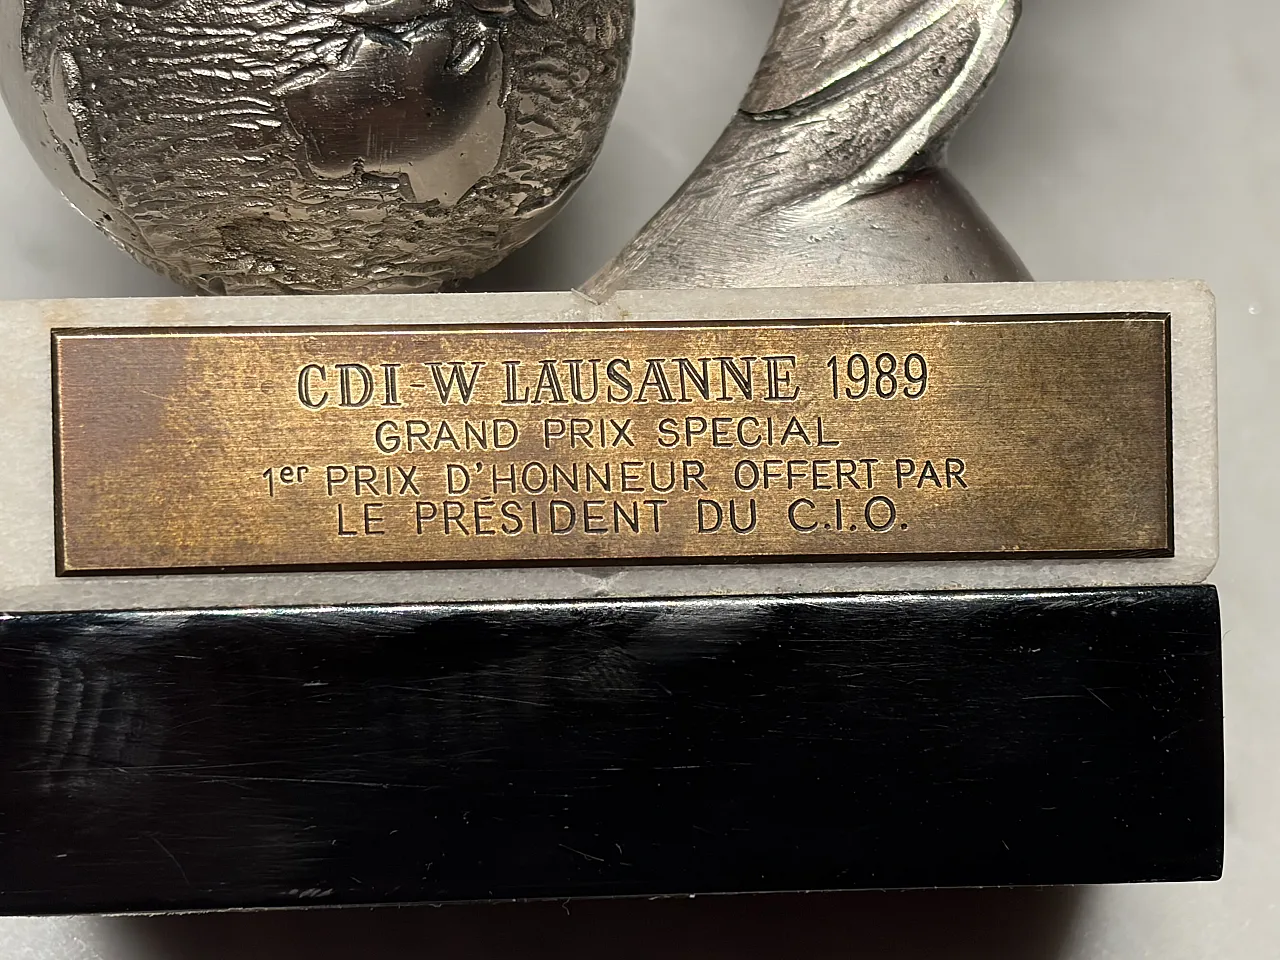 CDI-W LAUSANNE 1989
GRAND PRIX SPECIAL
1er PRIX D'HONNEUR OFFERT PAR
LE PRÉSIDENT DU C.I.O.